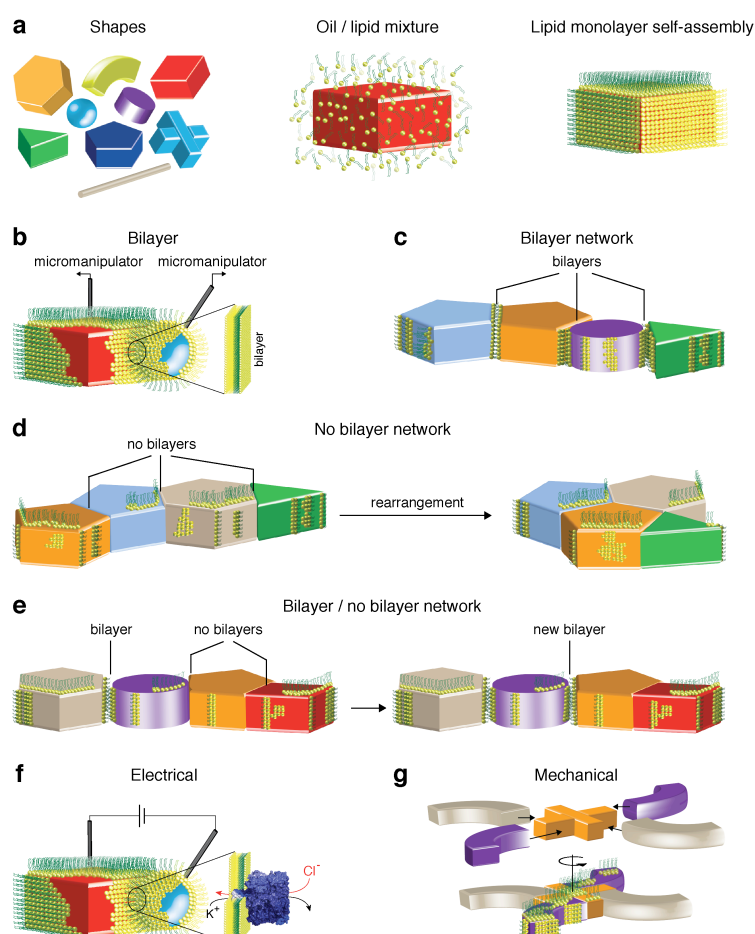 a
Shapes
Oil / lipid mixture
Lipid monolayer self-assembly
b
Bilayer
micromanipulator
micromanipulator
bilayer
c
Bilayer network
bilayers
d
No bilayer network
no bilayers
rearrangement
e
Bilayer / no bilayer network
bilayer
no bilayers
new bilayer
f
Electrical
Cl-
K+
g
Mechanical